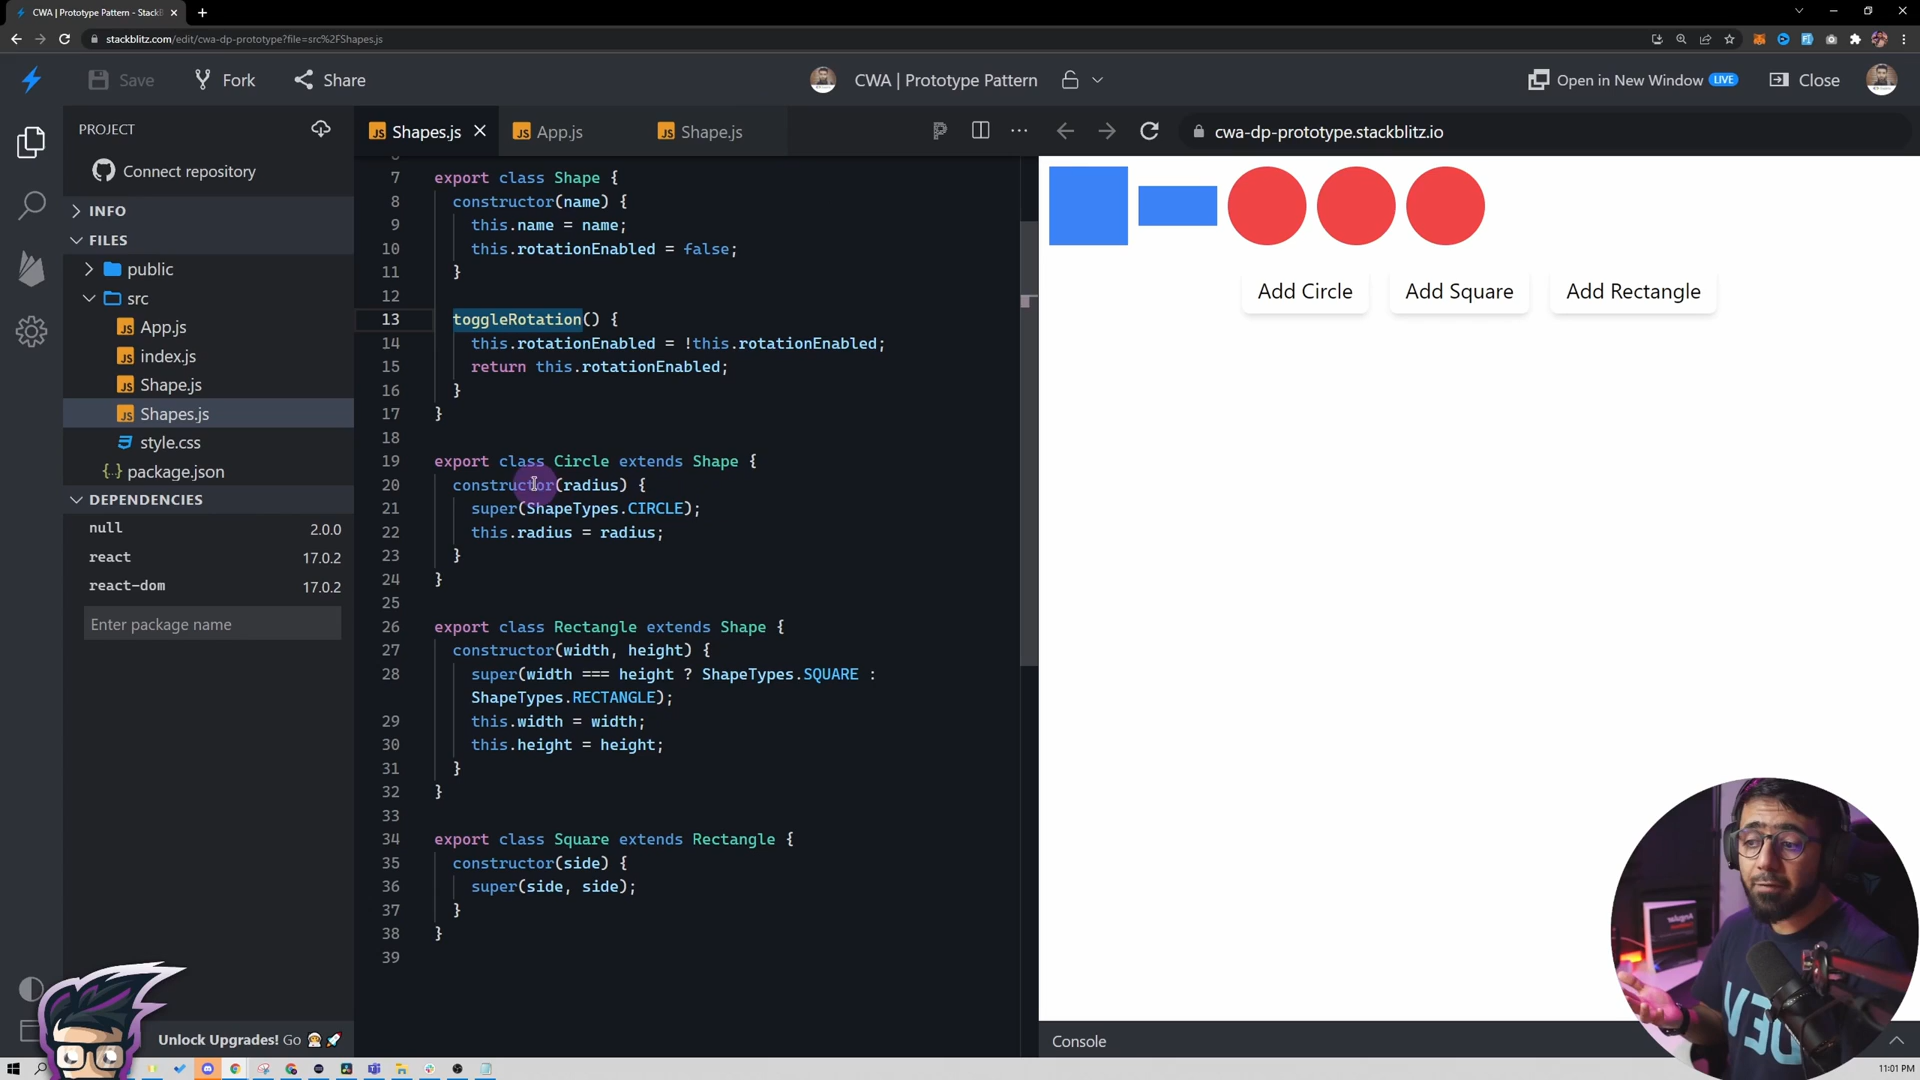 CWA | Prototype Pattern - StackB
stackblitz.com/edit/cwa-dp-prototype?file=src%2FShapes.js
Save
Fork
Share
CWA | Prototype Pattern
Open in New Window
LIVE
Close
PROJECT
Connect repository
INFO
FILES
public
src
App.js
index.js
Shape.js
Shapes.js
style.css
package.json
DEPENDENCIES
null 2.0.0
react 17.0.2
react-dom 17.0.2
Enter package name
Unlock Upgrades! Go
JS Shapes.js
JS App.js
JS Shape.js
7 export class Shape {
8 constructor(name) {
9 this.name = name;
10 this.rotationEnabled = false;
11 }
12
13 toggleRotation() {
14 this.rotationEnabled = !this.rotationEnabled;
15 return this.rotationEnabled;
16 }
17 }
18
19 export class Circle extends Shape {
20 constructor(radius) {
21 super(ShapeTypes.CIRCLE);
22 this.radius = radius;
23 }
24 }
25
26 export class Rectangle extends Shape {
27 constructor(width, height) {
28 super(width === height ? ShapeTypes.SQUARE :
ShapeTypes.RECTANGLE);
29 this.width = width;
30 this.height = height;
31 }
32 }
33
34 export class Square extends Rectangle {
35 constructor(side) {
36 super(side, side);
37 }
38 }
39
cwa-dp-prototype.stackblitz.io
Add Circle
Add Square
Add Rectangle
Console
Angular
DEV
11:01 PM